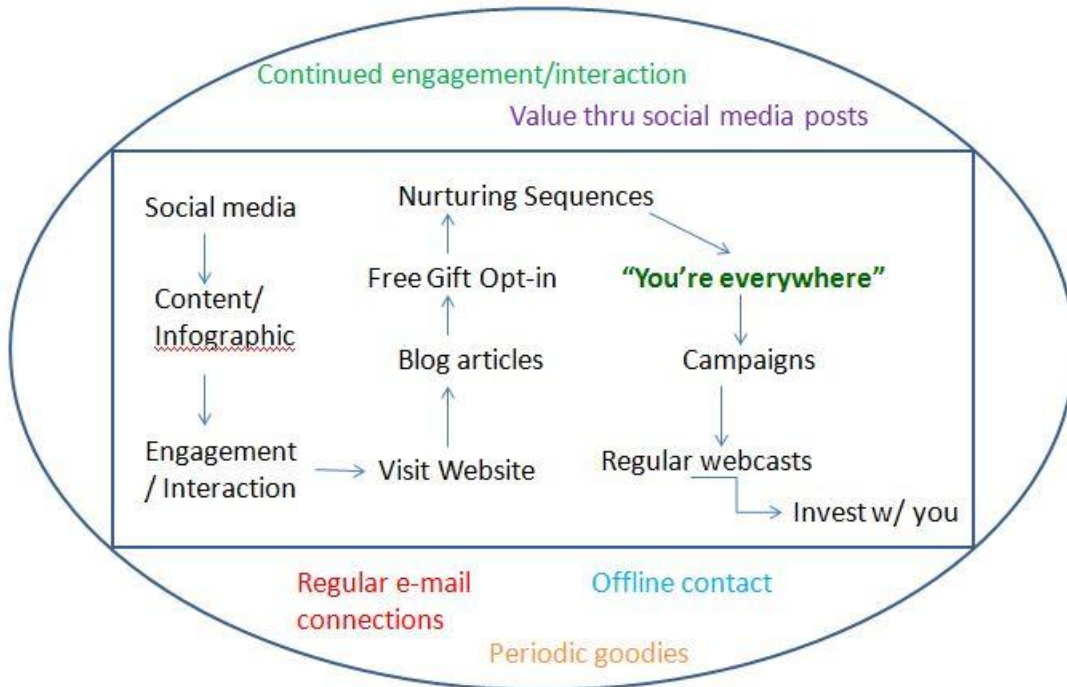 Continued engagement/interaction
Value thru social media posts
Social media
Content/
Infographic
Engagement
/ Interaction
Visit Website
Blog articles
Free Gift Opt-in
Nurturing Sequences
“You’re everywhere”
Campaigns
Regular webcasts
Invest w/ you
Regular e-mail
connections
Offline contact
Periodic goodies